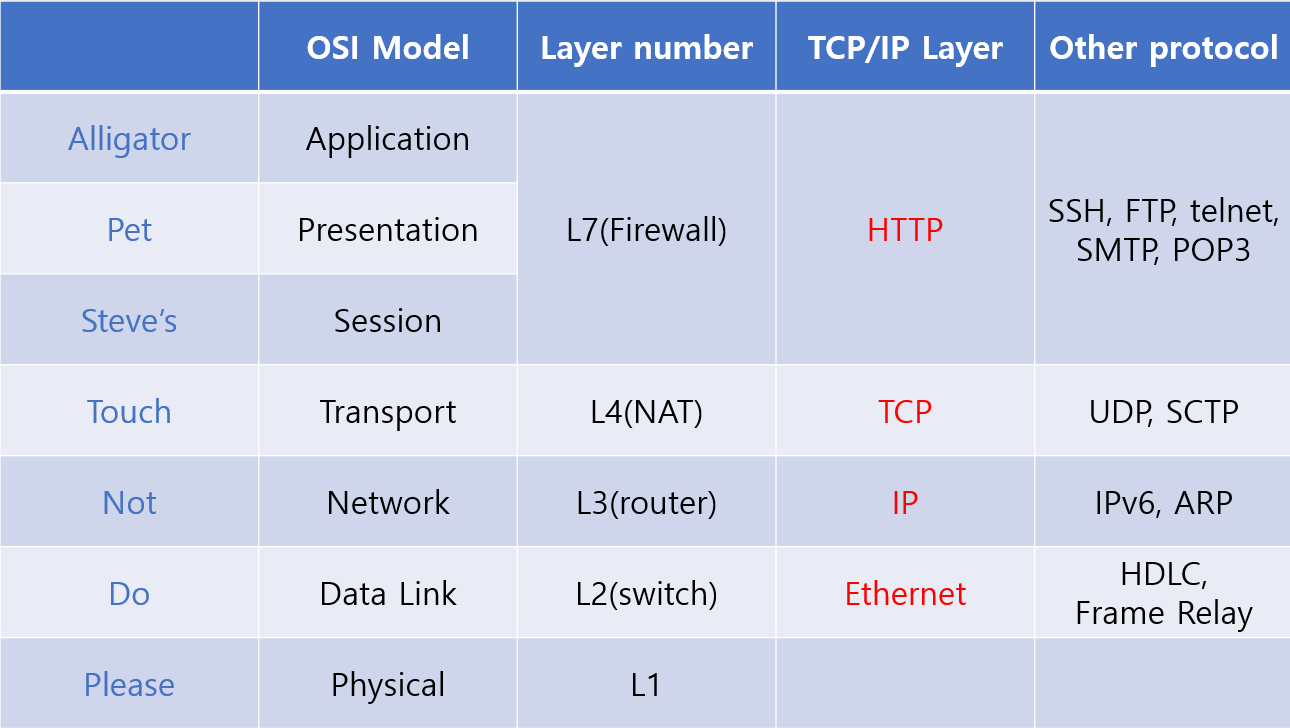 OSI Model Layer number TCP/IP Layer Other protocol
Alligator Application
Pet Presentation L7(Firewall) HTTP SSH, FTP, telnet,
SMTP, POP3
Steve’s Session
Touch Transport L4(NAT) TCP UDP, SCTP
Not Network L3(router) IP IPv6, ARP
Do Data Link L2(switch) Ethernet HDLC,
Frame Relay
Please Physical L1